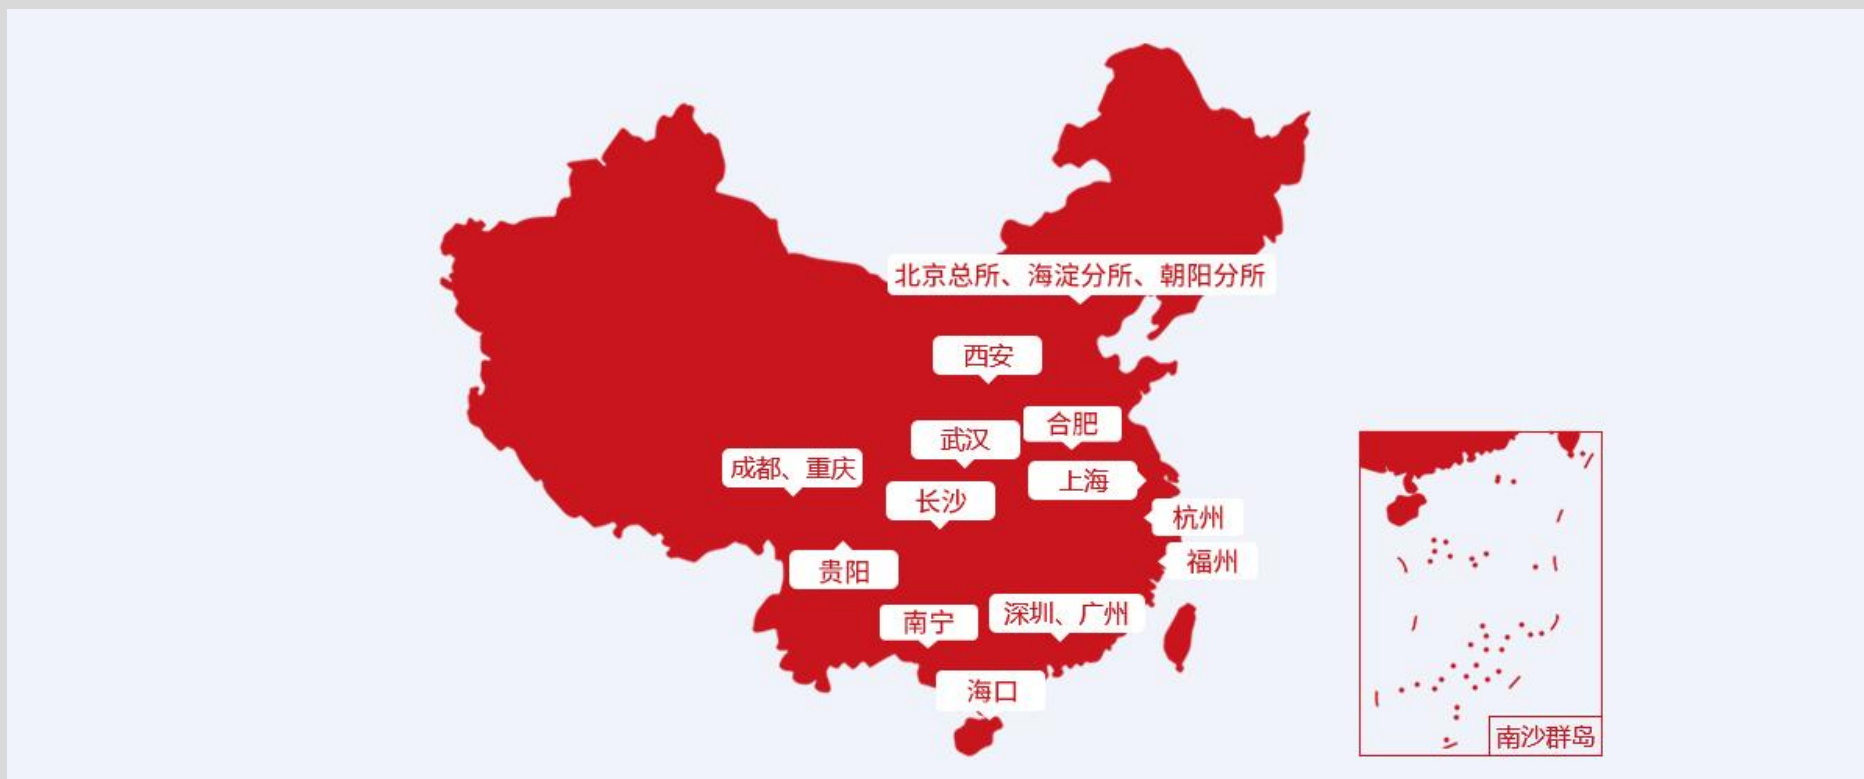 北京总所、海淀分所、朝阳分所
西安
合肥
武汉
成都、重庆
上海
长沙
杭州
福州
贵阳
深圳、广州
南宁
海口
南沙群岛